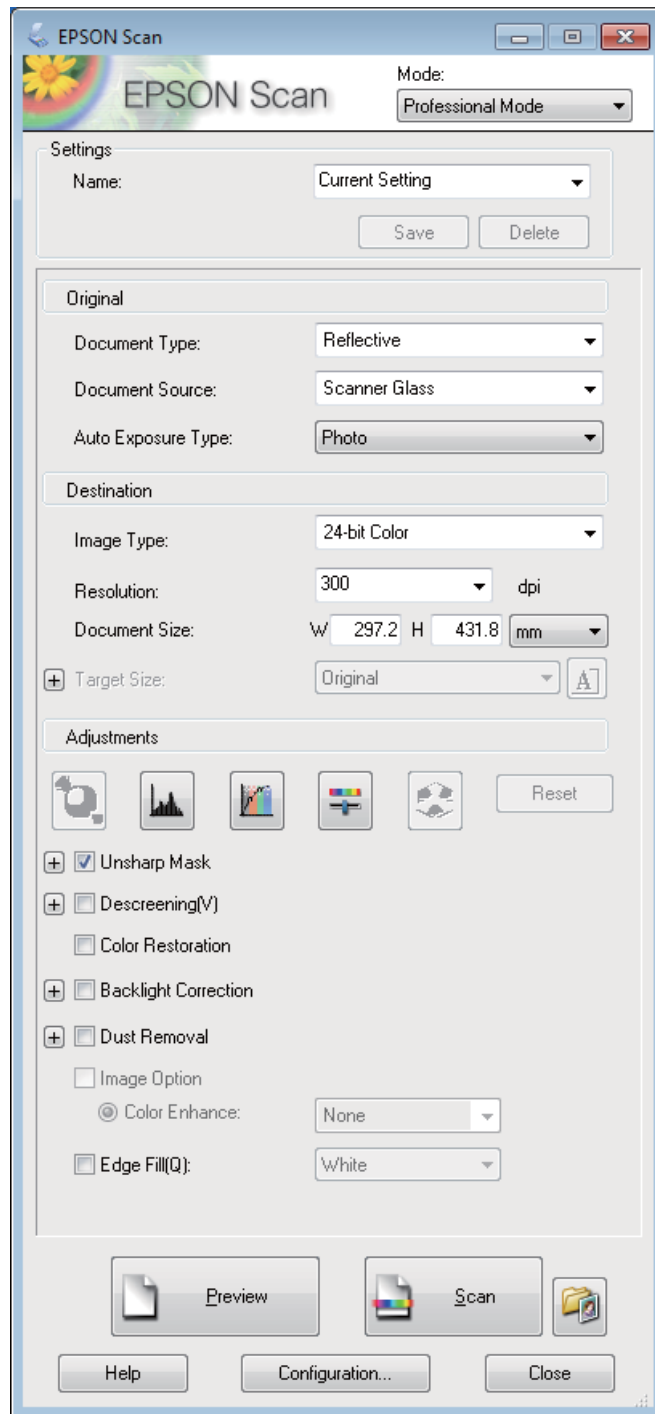 EPSON Scan
EPSON Scan
Mode:
Professional Mode
Settings
Name: Current Setting
Save Delete
Original
Document Type: Reflective
Document Source: Scanner Glass
Auto Exposure Type: Photo
Destination
Image Type: 24-bit Color
Resolution: 300 dpi
Document Size: W 297.2 H 431.8 mm
Target Size: Original A
Adjustments
Reset
Unsharp Mask
Descreening(V)
Color Restoration
Backlight Correction
Dust Removal
Image Option
Color Enhance: None
Edge Fill(Q): White
Preview Scan
Help Configuration... Close